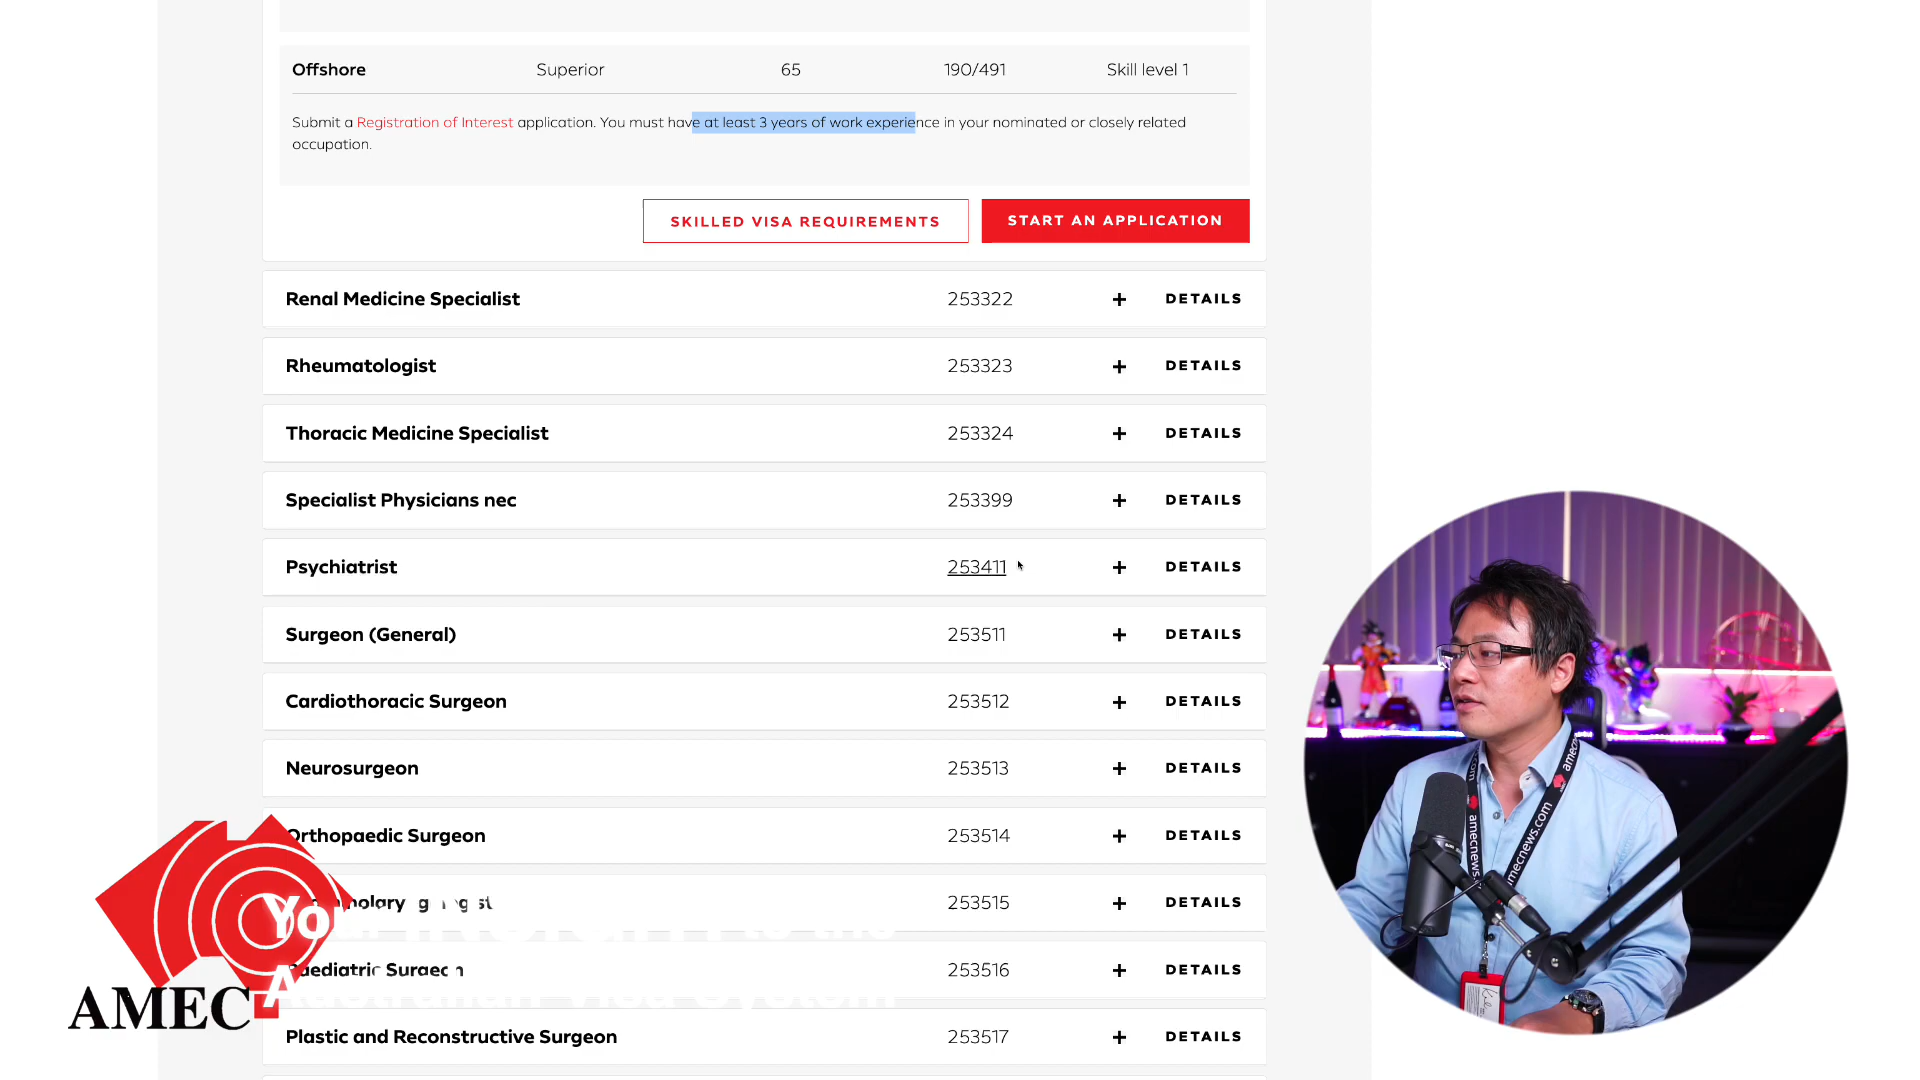 Offshore Superior 65 190/491 Skill level 1
Submit a Registration of Interest application. You must have at least 3 years of work experience in your nominated or closely related
occupation.
SKILLED VISA REQUIREMENTS START AN APPLICATION
Renal Medicine Specialist 253322 + DETAILS
Rheumatologist 253323 + DETAILS
Thoracic Medicine Specialist 253324 + DETAILS
Specialist Physicians nec 253399 + DETAILS
Psychiatrist 253411 + DETAILS
Surgeon (General) 253511 + DETAILS
Cardiothoracic Surgeon 253512 + DETAILS
Neurosurgeon 253513 + DETAILS
Orthopaedic Surgeon 253514 + DETAILS
253515 + DETAILS
Paediatric Surgeon 253516 + DETAILS
Plastic and Reconstructive Surgeon 253517 + DETAILS
AMEC
amecnews.com
amecnews.com